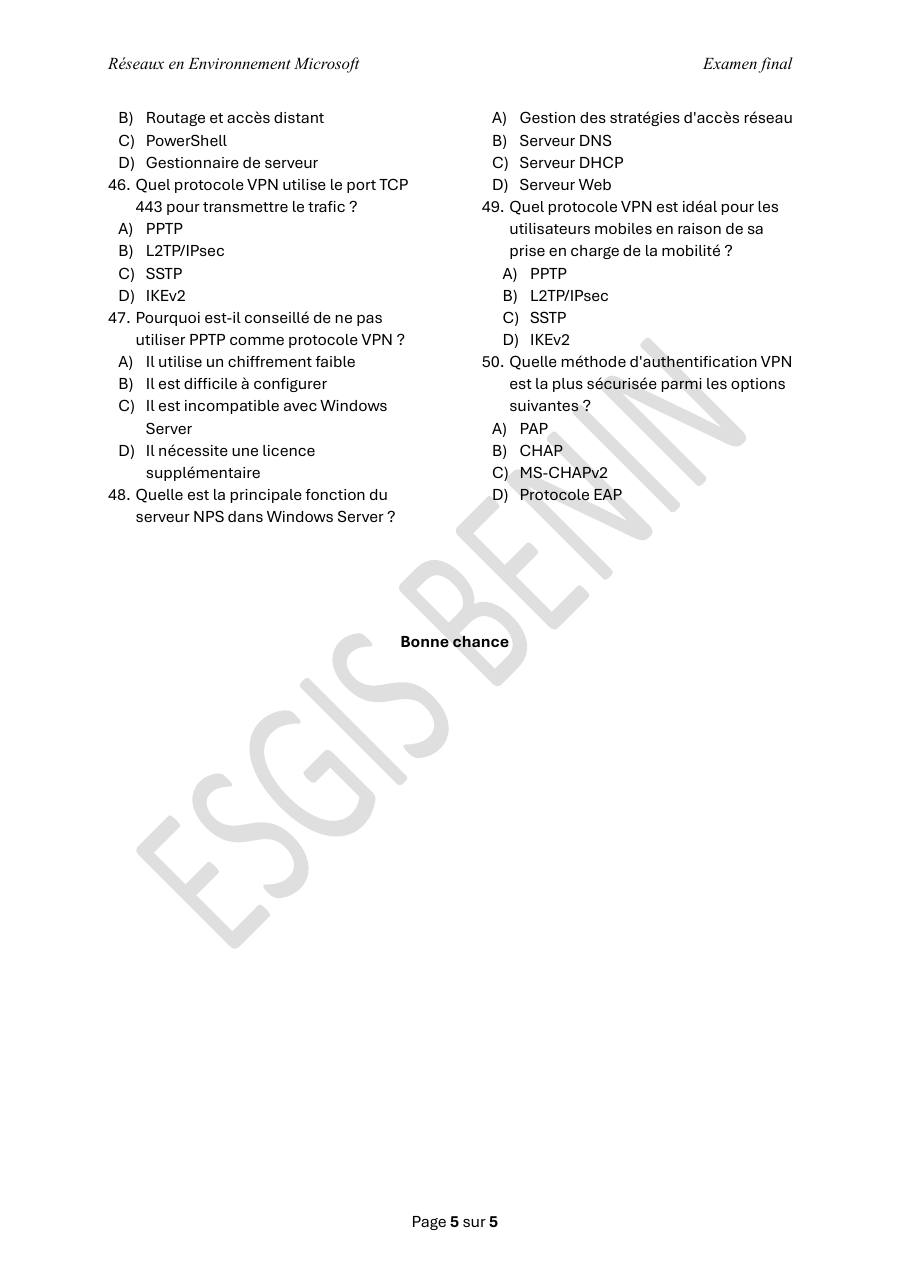 Réseaux en Environnement Microsoft
Examen final
B) Routage et accès distant
C) PowerShell
D) Gestionnaire de serveur
46. Quel protocole VPN utilise le port TCP
443 pour transmettre le trafic ?
A) PPTP
B) L2TP/IPsec
C) SSTP
D) IKEv2
47. Pourquoi est-il conseillé de ne pas
utiliser PPTP comme protocole VPN ?
A) Il utilise un chiffrement faible
B) Il est difficile à configurer
C) Il est incompatible avec Windows
Server
D) Il nécessite une licence
supplémentaire
48. Quelle est la principale fonction du
serveur NPS dans Windows Server ?
A) Gestion des stratégies d'accès réseau
B) Serveur DNS
C) Serveur DHCP
D) Serveur Web
49. Quel protocole VPN est idéal pour les
utilisateurs mobiles en raison de sa
prise en charge de la mobilité ?
A) PPTP
B) L2TP/IPsec
C) SSTP
D) IKEv2
50. Quelle méthode d'authentification VPN
est la plus sécurisée parmi les options
suivantes ?
A) PAP
B) CHAP
C) MS-CHAPv2
D) Protocole EAP
Bonne chance
ESGIS BENIN
Page 5 sur 5